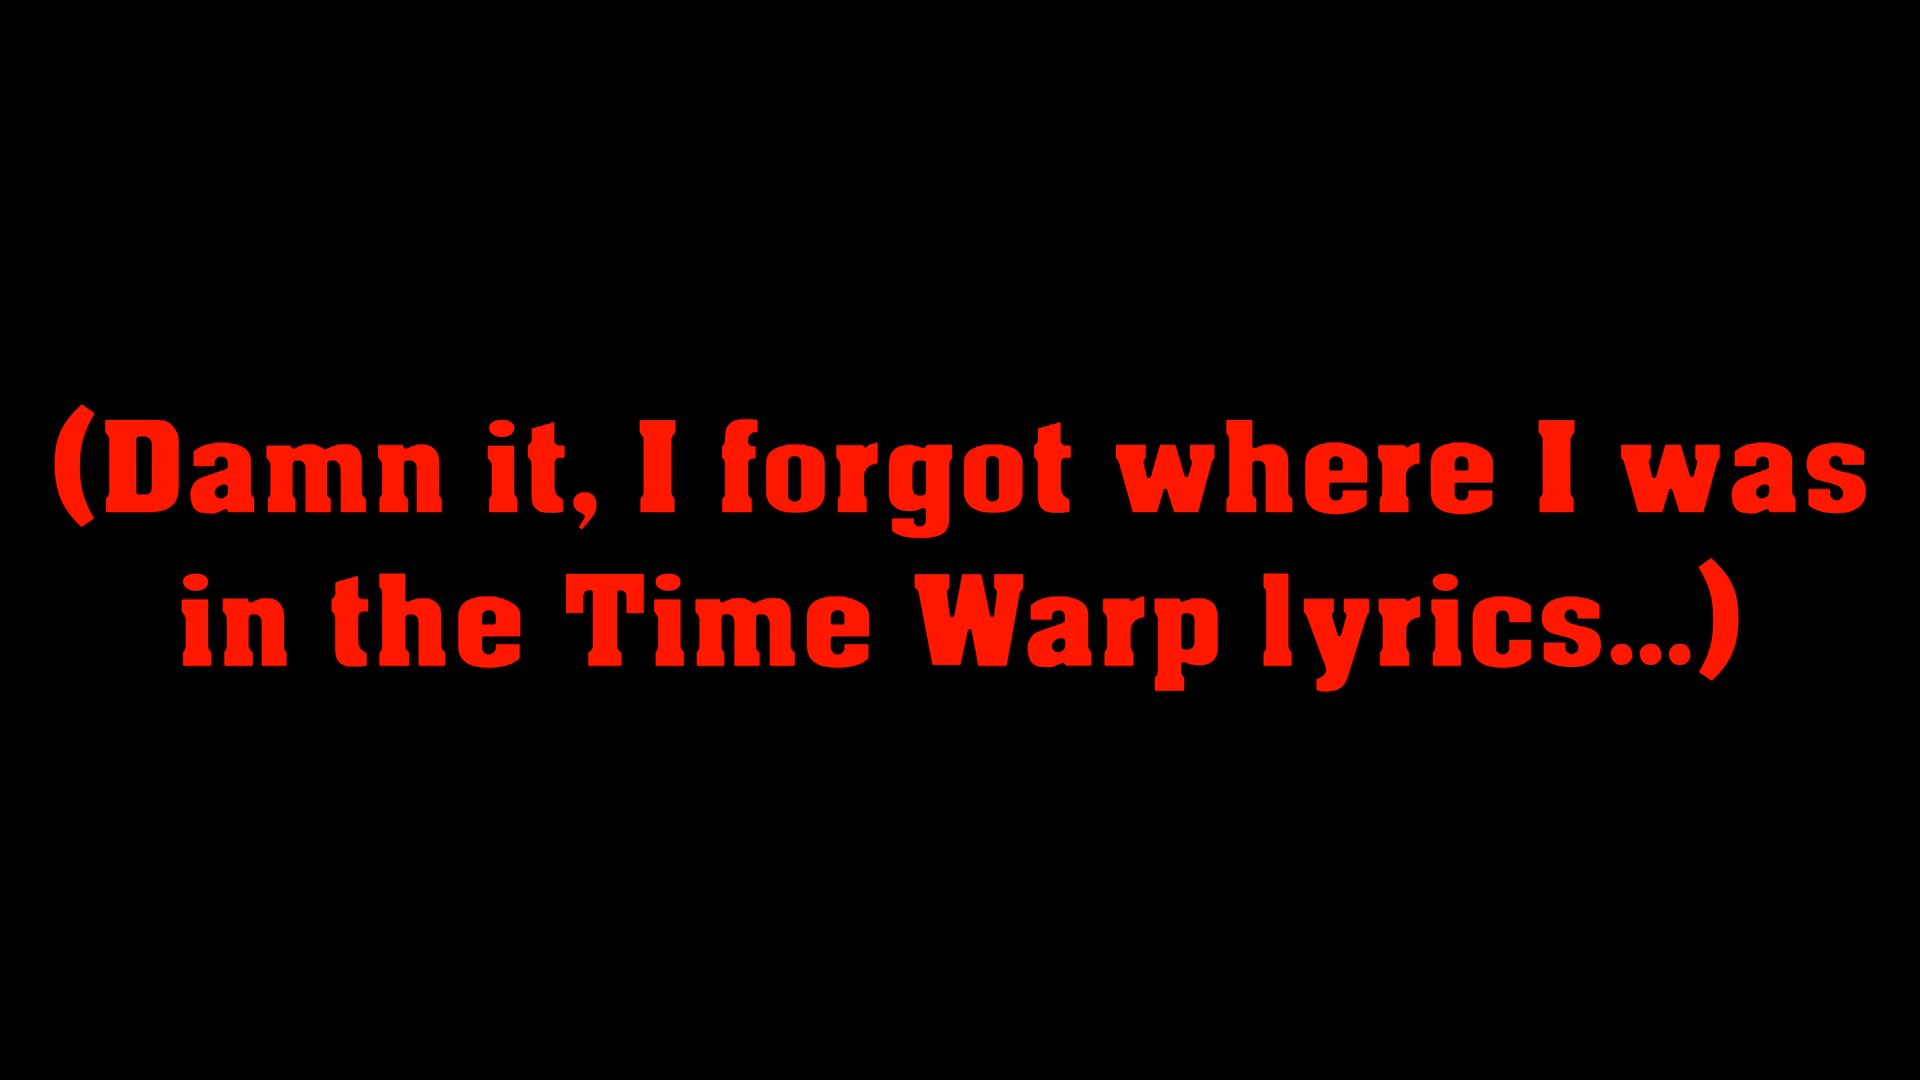 (Damn it, I forgot where I was
in the Time Warp lyrics...)